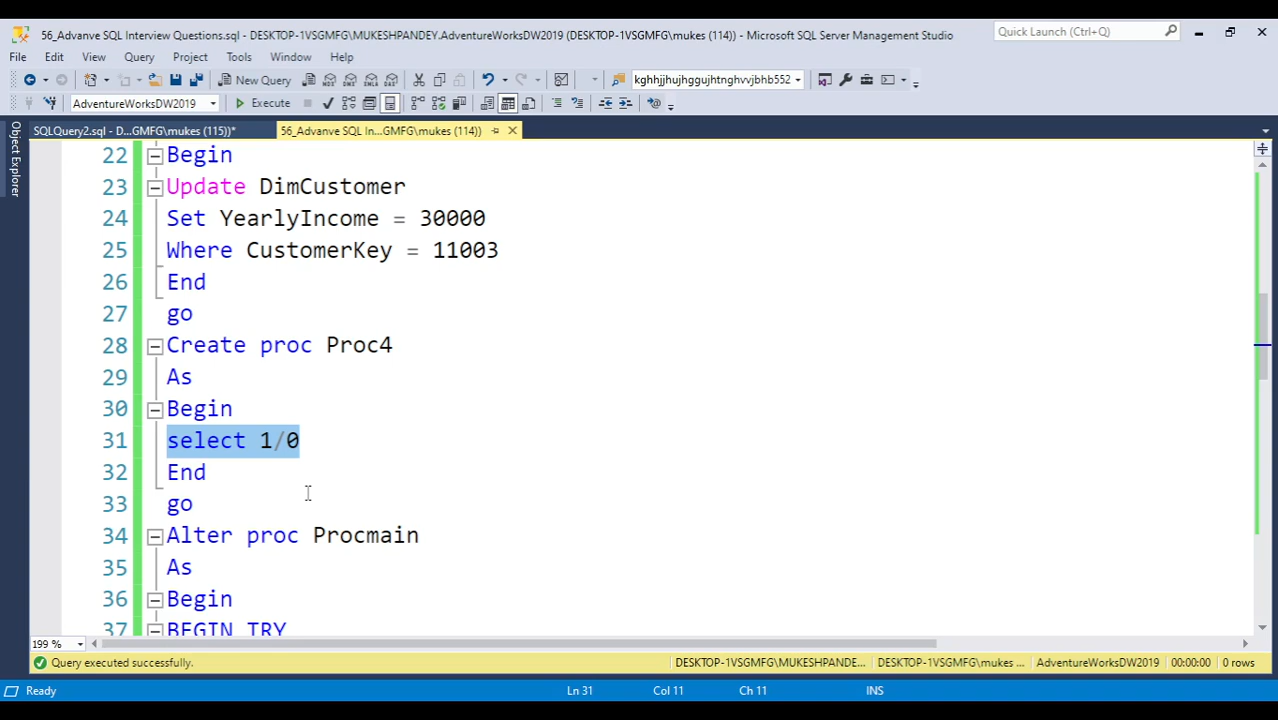 56_Advanve SQL Interview Questions.sql - DESKTOP-1VSGMFG\MUKESHPANDEY.AdventureWorksDW2019 (DESKTOP-1VSGMFG\mukes (114)) - Microsoft SQL Server Management Studio
Quick Launch (Ctrl+Q)
File Edit View Query Project Tools Window Help
New Query
kghhjjhujhggujhtnghvvjbhb552
AdventureWorksDW2019
Execute
SQLQuery2.sql - D...GMFG\mukes (115))*
56_Advanve SQL In...GMFG\mukes (114))
Object Explorer
22 Begin
23 Update DimCustomer
24 Set YearlyIncome = 30000
25 Where CustomerKey = 11003
26 End
27 go
28 Create proc Proc4
29 As
30 Begin
31 select 1/0
32 End
33 go
34 Alter proc Procmain
35 As
36 Begin
37 BEGIN TRY
199 %
Query executed successfully.
DESKTOP-1VSGMFG\MUKESHPANDE... DESKTOP-1VSGMFG\mukes ... AdventureWorksDW2019 00:00:00 0 rows
Ready
Ln 31 Col 11 Ch 11 INS